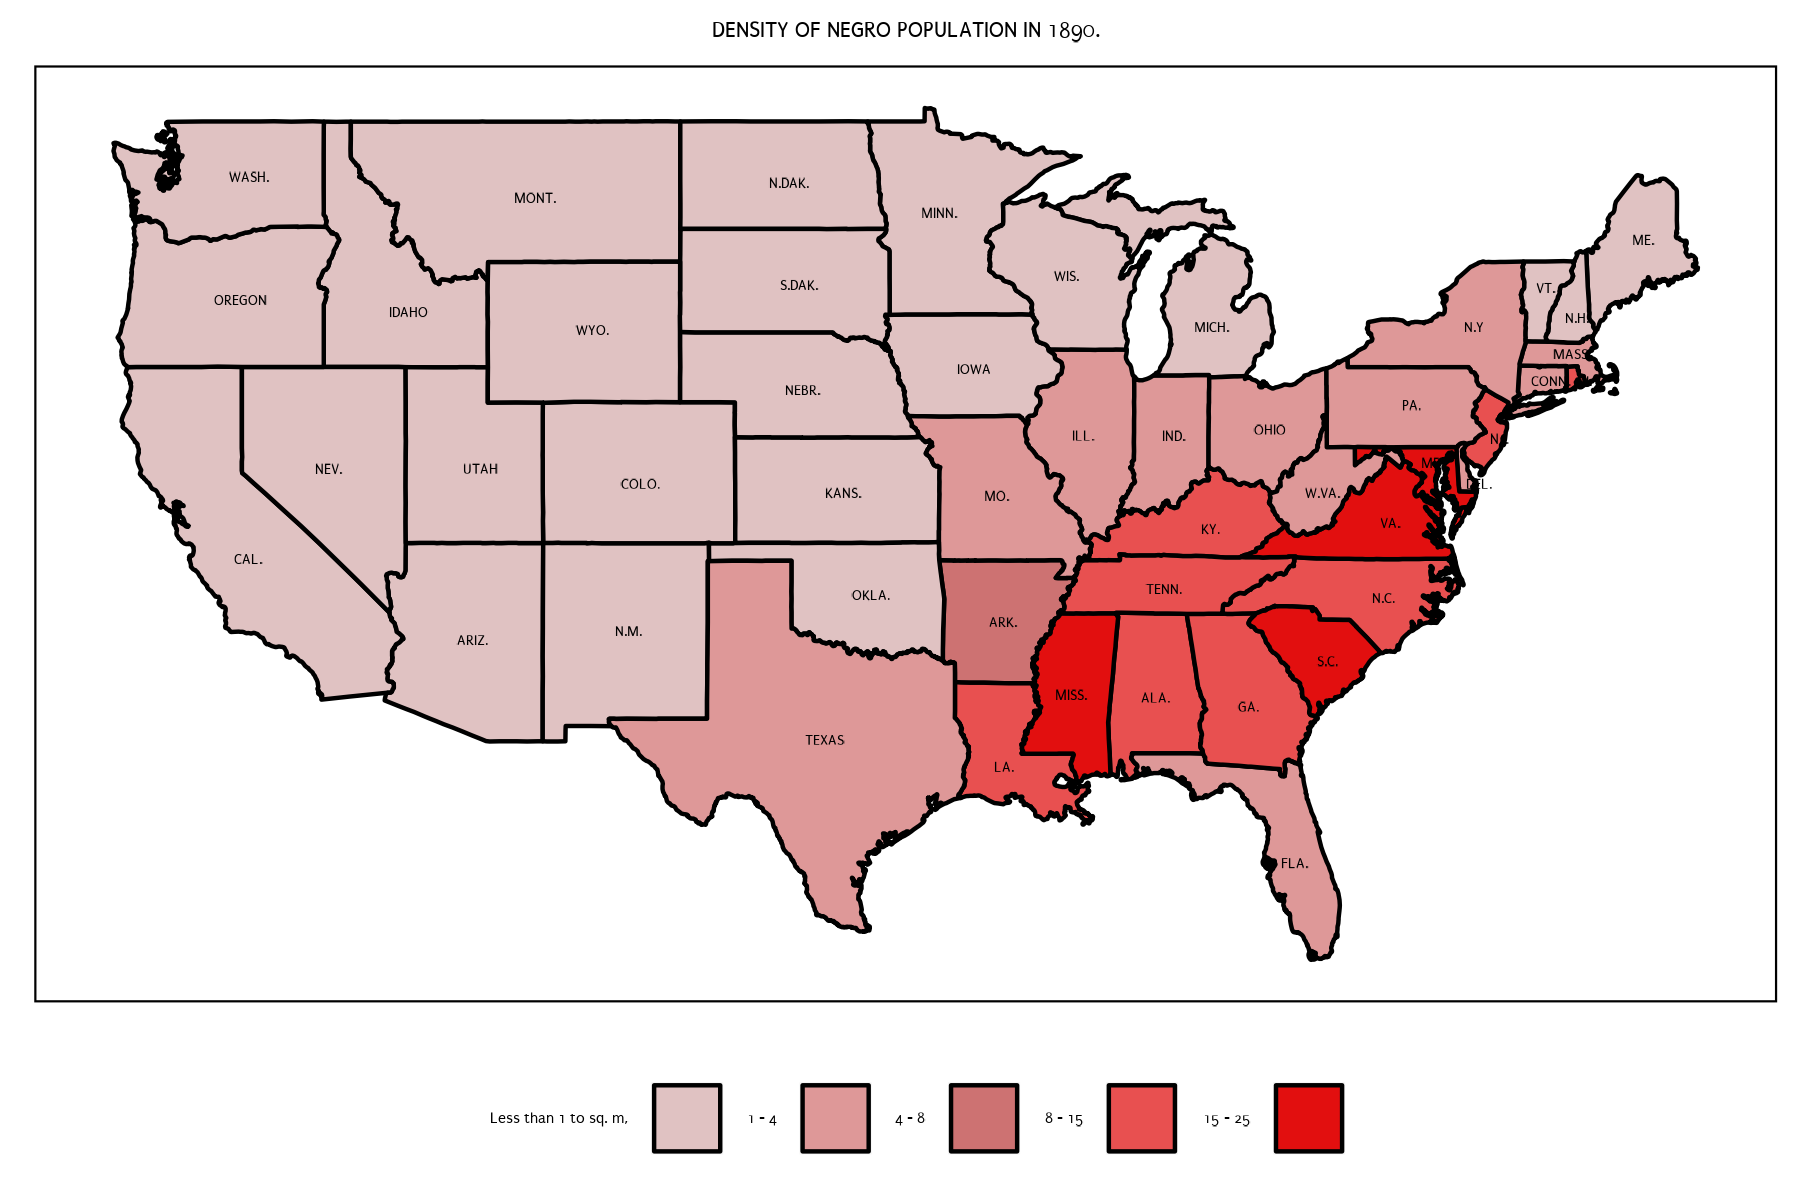 DENSITY OF NEGRO POPULATION IN 1890.
WASH.
MONT.
N.DAK.
MINN.
ME.
OREGON
IDAHO
WYO.
S.DAK.
WIS.
MICH.
N.Y
VT.
N.H.
MASS
NEBR.
IOWA
ILL.
IND.
OHIO
PA.
CONN.
NEV.
UTAH
COLO.
KANS.
MO.
W.VA.
DEL.
KY.
VA.
CAL.
ARIZ.
N.M.
OKLA.
ARK.
TENN.
N.C.
S.C.
TEXAS
LA.
MISS.
ALA.
GA.
FLA.
Less than 1 to sq. m,
1 - 4
4 - 8
8 - 15
15 - 25